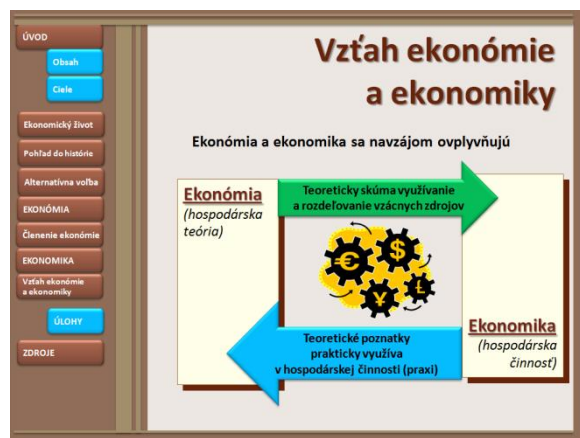 ÚVOD
Obsah
Ciele
Ekonomický život
Pohľad do histórie
Alternatívna voľba
EKONÓMIA
Členenie ekonómie
EKONOMIKA
Vzťah ekonómie
a ekonomiky
ÚLOHY
ZDROJE
Vzťah ekonómie
a ekonomiky
Ekonómia a ekonomika sa navzájom ovplyvňujú
Ekonómia
(hospodárska
teória)
Teoreticky skúma využívanie
a rozdeľovanie vzácnych zdrojov
€
$
¥
£
Teoretické poznatky
prakticky využíva
v hospodárskej činnosti (praxi)
Ekonomika
(hospodárska
činnosť)